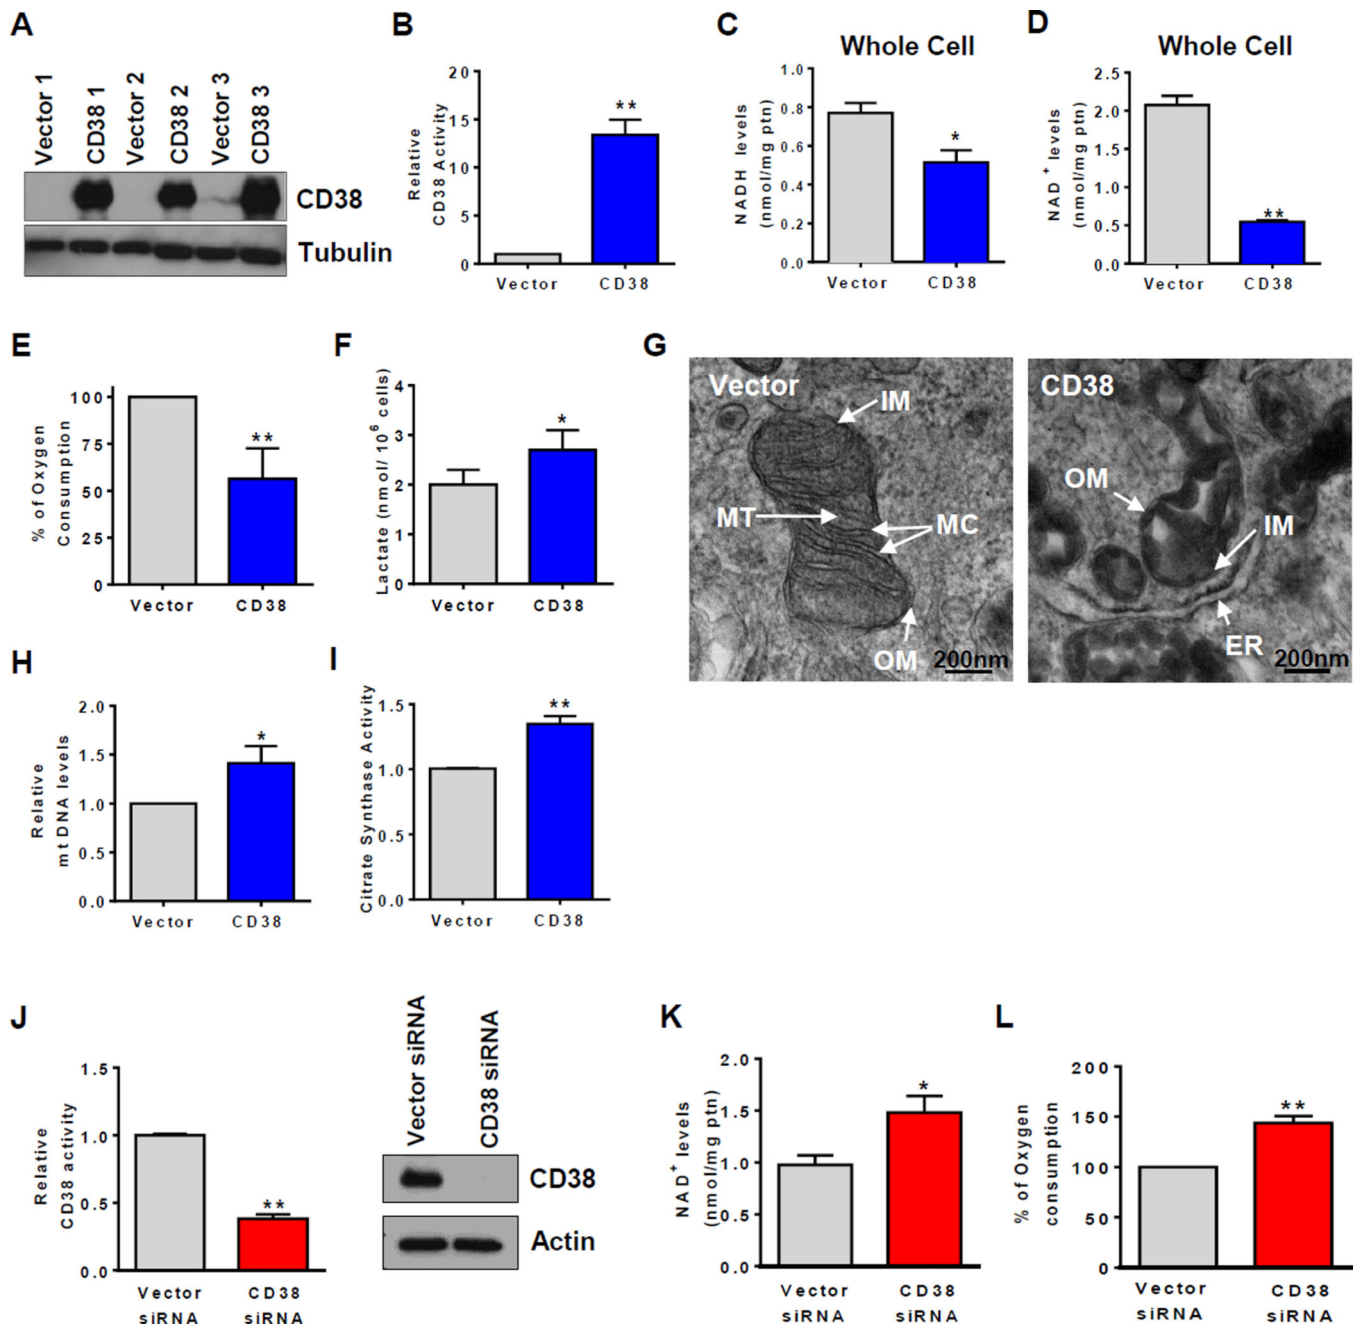 A
Vector 1
CD38 1
Vector 2
CD38 2
Vector 3
CD38 3
CD38
Tubulin
B
Relative
CD38 Activity
20
15
10
5
0
**
Vector
CD38
C
Whole Cell
NADH levels
(nmol/mg ptn)
1.0
0.8
0.6
0.4
0.2
0.0
*
Vector
CD38
D
Whole Cell
NAD+ levels
(nmol/mg ptn)
2.5
2.0
1.5
1.0
0.5
0.0
**
Vector
CD38
E
% of Oxygen
Consumption
100
75
50
25
0
**
Vector
CD38
F
Lactate (nmol/ 10^6 cells)
4
3
2
1
0
*
Vector
CD38
G
Vector
IM
MT
MC
OM
200nm
CD38
OM
IM
ER
200nm
H
Relative
mt DNA levels
2.0
1.5
1.0
0.5
0.0
*
Vector
CD38
I
Citrate Synthase Activity
1.5
1.0
0.5
0.0
**
Vector
CD38
J
Relative
CD38 activity
1.5
1.0
0.5
0.0
**
Vector
siRNA
CD38
siRNA
Vector siRNA
CD38 siRNA
CD38
Actin
K
NAD+ levels
(nmol/mg ptn)
2.0
1.5
1.0
0.5
0.0
*
Vector
siRNA
CD38
siRNA
L
% of Oxygen
consumption
200
150
100
50
0
**
Vector
siRNA
CD38
siRNA